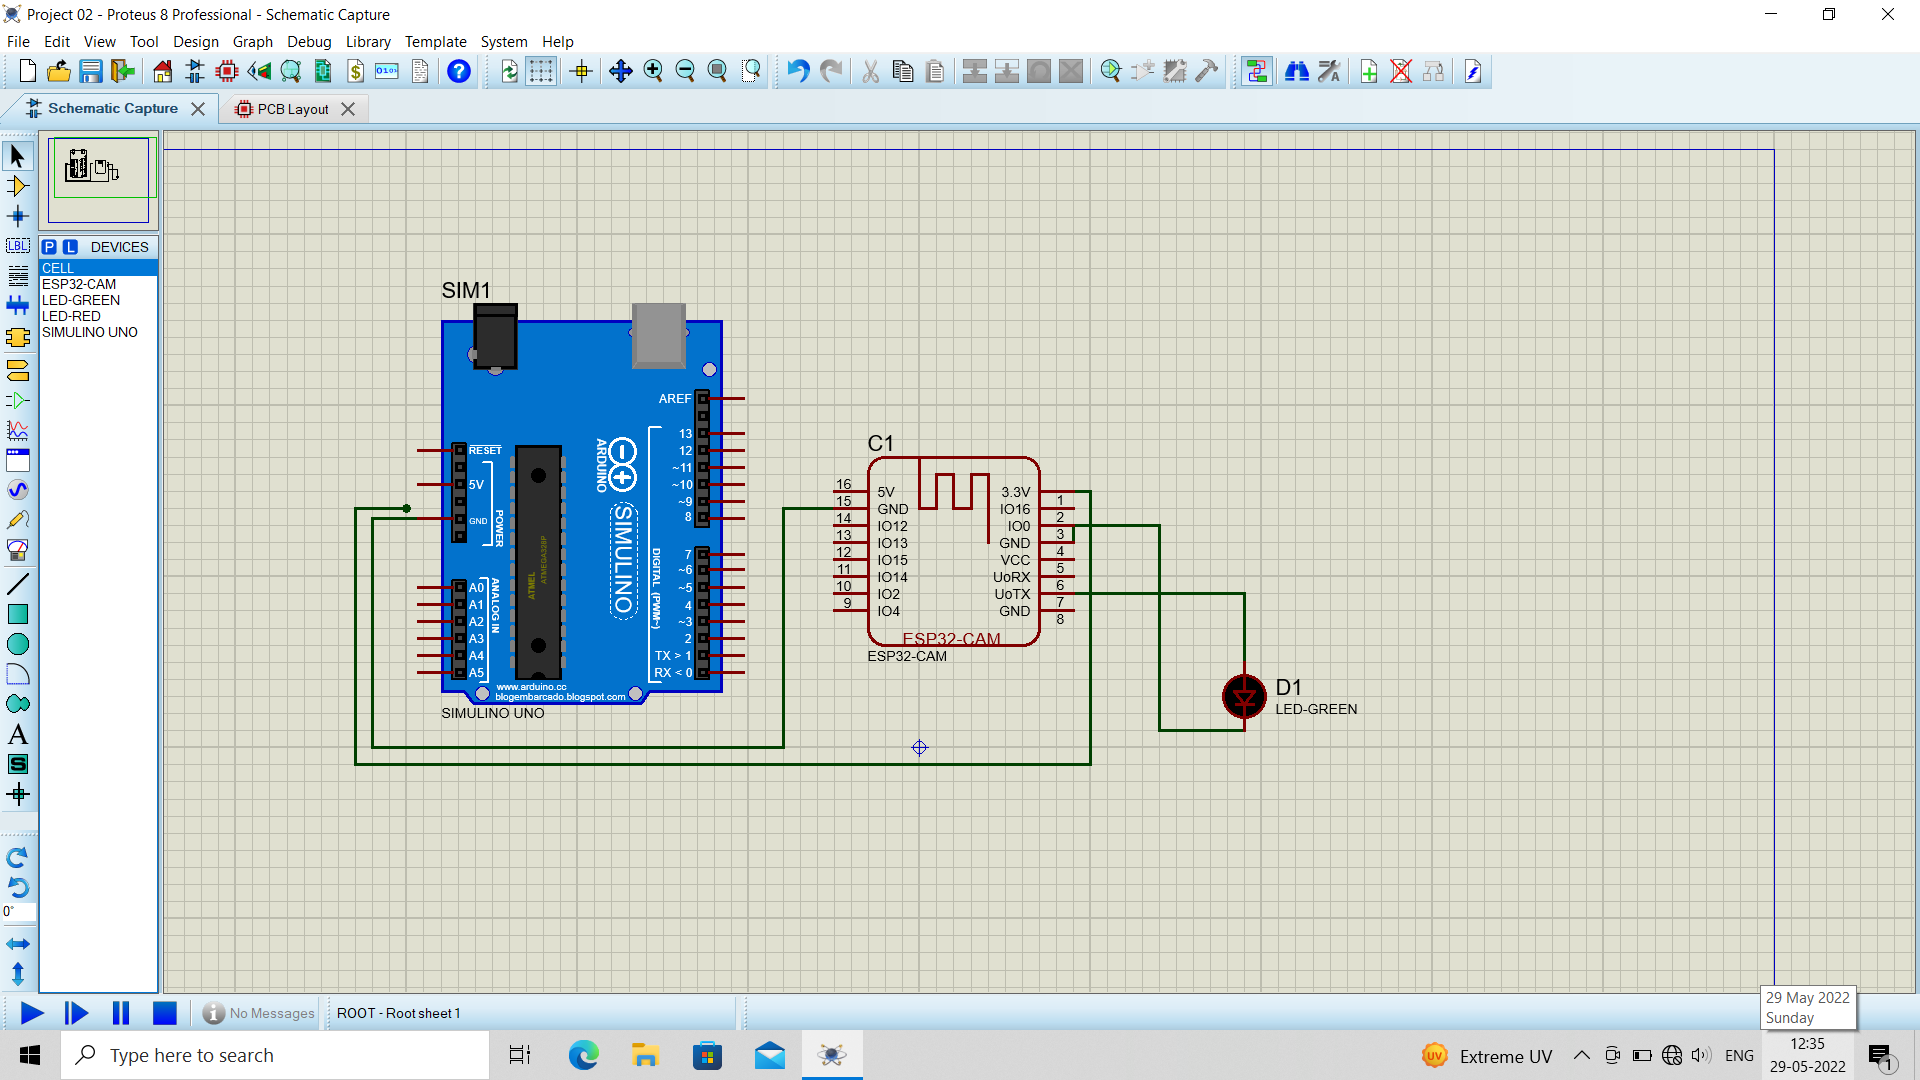 Project 02 - Proteus 8 Professional - Schematic Capture
File Edit View Tool Design Graph Debug Library Template System Help
Schematic Capture
PCB Layout
P L DEVICES
CELL
ESP32-CAM
LED-GREEN
LED-RED
SIMULINO UNO
LBL
A
S
0°
SIM1
AREF
13
12
~11
~10
~9
8
7
~6
~5
4
~3
2
TX > 1
RX < 0
RESET
5V
GND
POWER
A0
A1
A2
A3
A4
A5
ANALOG IN
ATMEL
ATMEGA328P
ARDUINO
SIMULINO
DIGITAL (PWM~)
www.arduino.cc
blogembarcado.blogspot.com
SIMULINO UNO
C1
16 5V 3.3V 1
15 GND IO16 2
14 IO12 IO0 3
13 IO13 GND 4
12 IO15 VCC 5
11 IO14 UoRX 6
10 IO2 UoTX 7
9 IO4 GND 8
ESP32-CAM
ESP32-CAM
D1
LED-GREEN
No Messages
ROOT - Root sheet 1
29 May 2022
Sunday
Type here to search
UV Extreme UV
ENG
12:35
29-05-2022
1